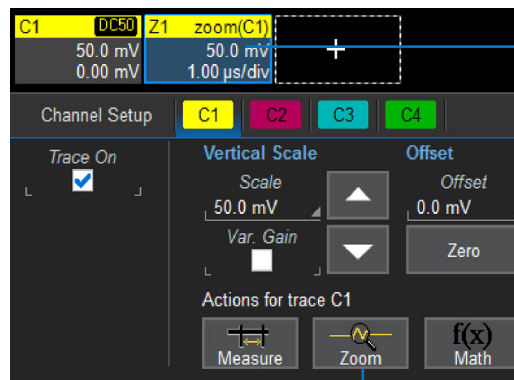 C1 DC50 Z1 zoom(C1)
50.0 mV 50.0 mV +
0.00 mV 1.00 µs/div
Channel Setup C1 C2 C3 C4
Trace On Vertical Scale Offset
Scale Offset
50.0 mV 0.0 mV
Var. Gain Zero
Actions for trace C1
f(x)
Measure Zoom Math